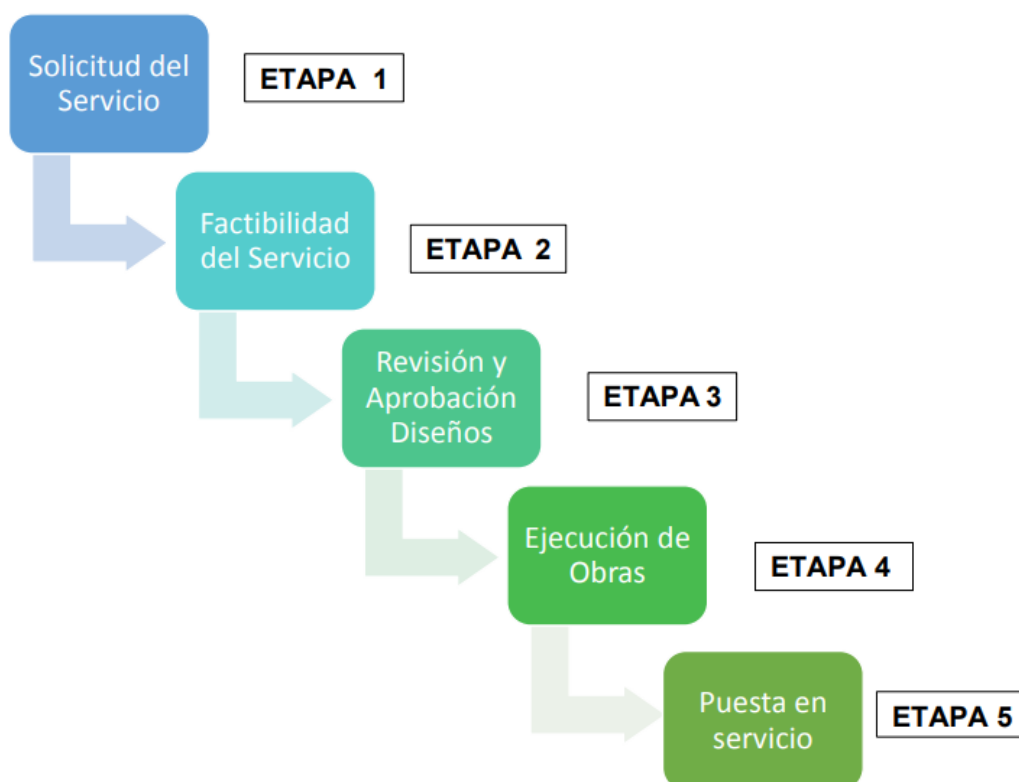 Solicitud del
Servicio
ETAPA 1
Factibilidad
del Servicio
ETAPA 2
Revisión y
Aprobación
Diseños
ETAPA 3
Ejecución de
Obras
ETAPA 4
Puesta en
servicio
ETAPA 5